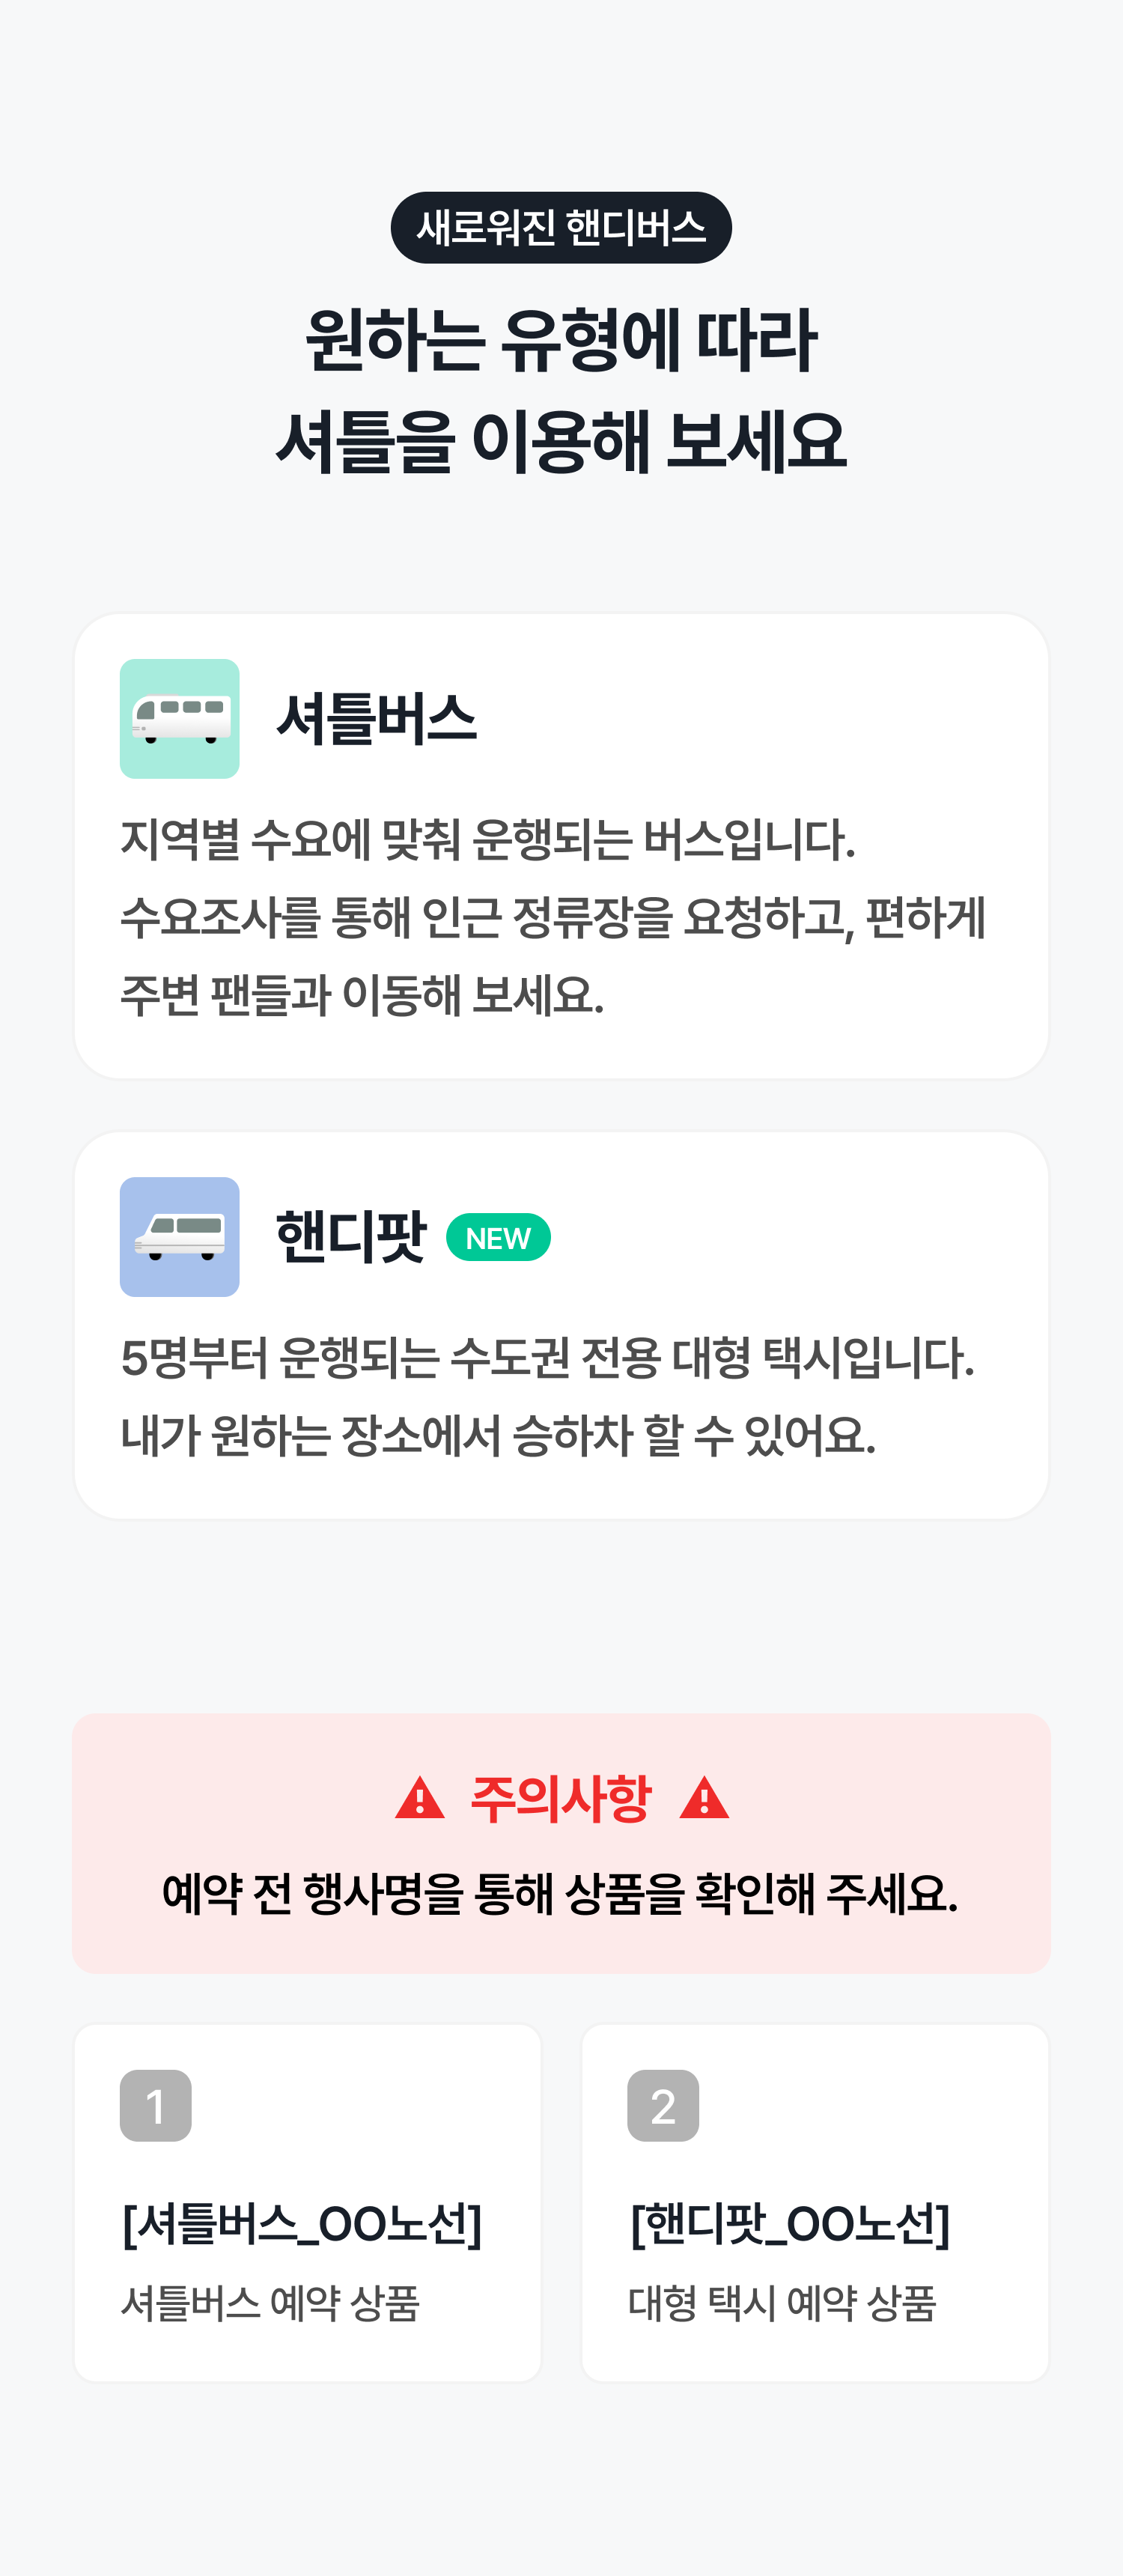 새로워진 핸디버스
원하는 유형에 따라
셔틀을 이용해 보세요
셔틀버스
지역별 수요에 맞춰 운행되는 버스입니다.
수요조사를 통해 인근 정류장을 요청하고, 편하게
주변 팬들과 이동해 보세요.
핸디팟 NEW
5명부터 운행되는 수도권 전용 대형 택시입니다.
내가 원하는 장소에서 승하차 할 수 있어요.
주의사항
예약 전 행사명을 통해 상품을 확인해 주세요.
1
[셔틀버스_OO노선]
셔틀버스 예약 상품
2
[핸디팟_OO노선]
대형 택시 예약 상품